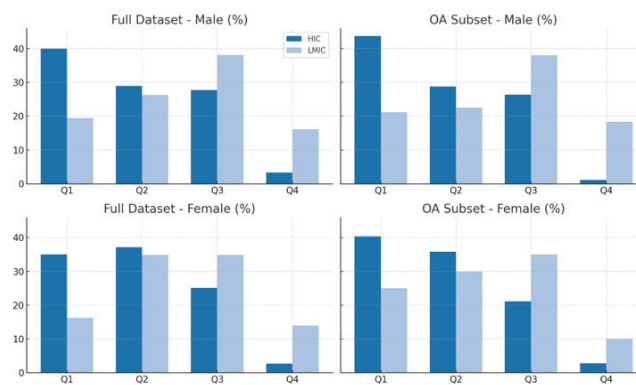 Full Dataset - Male (%)
OA Subset - Male (%)
HIC
LMIC
40
30
20
10
0
Q1 Q2 Q3 Q4
Q1 Q2 Q3 Q4
Full Dataset - Female (%)
OA Subset - Female (%)
40
30
20
10
0
Q1 Q2 Q3 Q4
Q1 Q2 Q3 Q4